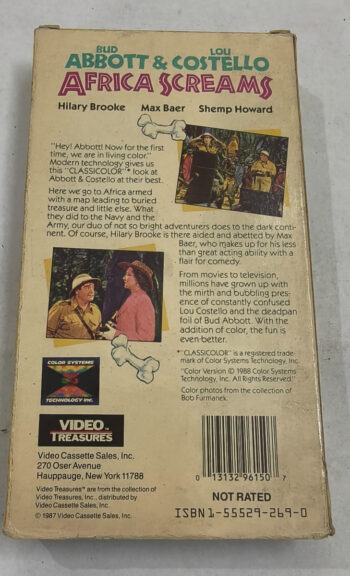 BUD LOU
ABBOTT & COSTELLO
AFRICA SCREAMS
Hilary Brooke Max Baer Shemp Howard
"Hey! Abbott! Now for the first
time, we are in living color."
Modern technology gives us
this "CLASSICOLOR"* look at
Abbott & Costello at their best.
Here we go to Africa armed
with a map leading to buried
treasure and little else. What
they did to the Navy and the
Army, our duo of not so bright adventurers does to the dark conti-
nent. Of course, Hilary Brooke is there aided and abetted by Max
Baer, who makes up for his less
than great acting ability with a
flair for comedy.
From movies to television,
millions have grown up with
the mirth and bubbling pres-
ence of constantly confused
Lou Costello and the deadpan
foil of Bud Abbott. With the
addition of color, the fun is
even better.
*"CLASSICOLOR" is a registered trade-
mark of Color Systems Technology, Inc.
"Color Version © 1988 Color Systems
Technology, Inc. All Rights Reserved."
Color photos from the collection of
Bob Furmanek.
COLOR SYSTEMS
TECHNOLOGY INC.
VIDEO
TREASURES™
Video Cassette Sales, Inc.
270 Oser Avenue
Hauppauge, New York 11788
Video Treasures™ are from the collection of
Video Treasures, Inc., distributed by
Video Cassette Sales, Inc.
© 1987 Video Cassette Sales, Inc.
0 13132 96150 7
NOT RATED
ISBN 1-55529-269-0